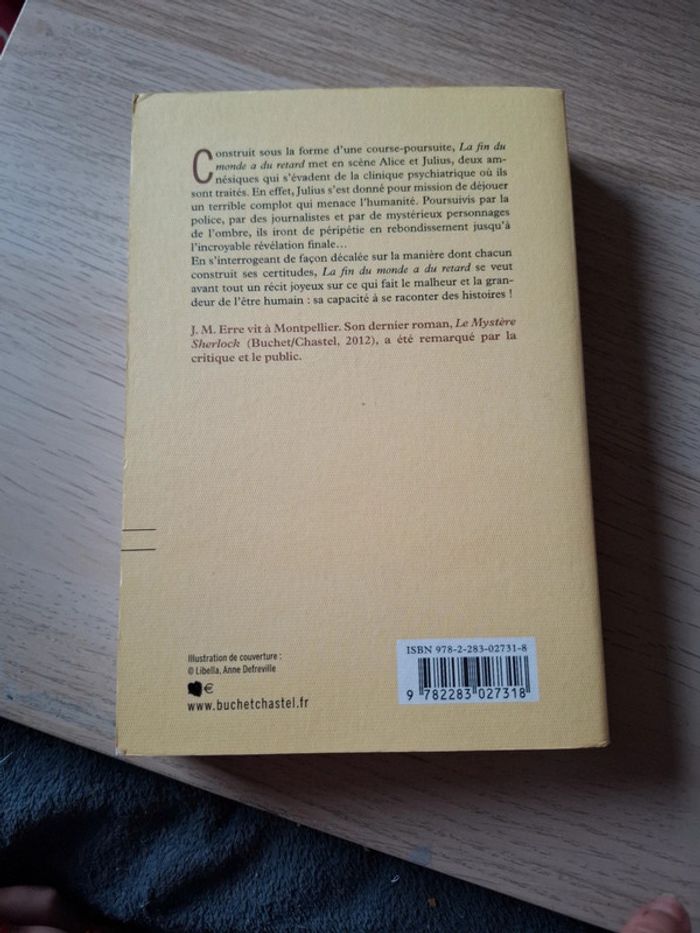 Construit sous la forme d'une course-poursuite, La fin du
monde a du retard met en scène Alice et Julius, deux am-
nésiques qui s'évadent de la clinique psychiatrique où ils
sont traités. En effet, Julius s'est donné pour mission de déjouer
un terrible complot qui menace l'humanité. Poursuivis par la
police, par des journalistes et par de mystérieux personnages
de l'ombre, ils iront de péripétie en rebondissement jusqu'à
l'incroyable révélation finale…
En s'interrogeant de façon décalée sur la manière dont chacun
construit ses certitudes, La fin du monde a du retard se veut
avant tout un récit joyeux sur ce qui fait le malheur et la gran-
deur de l'être humain : sa capacité à se raconter des histoires !
J. M. Erre vit à Montpellier. Son dernier roman, Le Mystère
Sherlock (Buchet/Chastel, 2012), a été remarqué par la
critique et le public.
Illustration de couverture :
© Libella, Anne Defreville
€
www.buchetchastel.fr
ISBN 978-2-283-02731-8
9 782283 027318